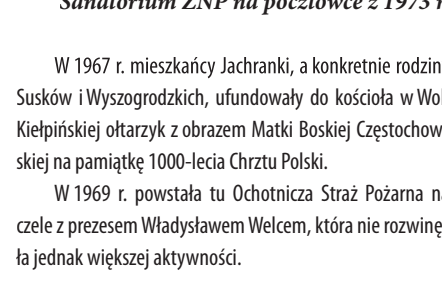 Sanatorium ZNP na pocztówce z 1973 r
W 1967 r. mieszkańcy Jachranki, a konkretnie rodzin
Susków i Wyszogrodzkich, ufundowały do kościoła w Wol
Kiełpińskiej ołtarzyk z obrazem Matki Boskiej Częstochow
skiej na pamiątkę 1000-lecia Chrztu Polski.
W 1969 r. powstała tu Ochotnicza Straż Pożarna na
czele z prezesem Władysławem Welcem, która nie rozwinę
ła jednak większej aktywności.